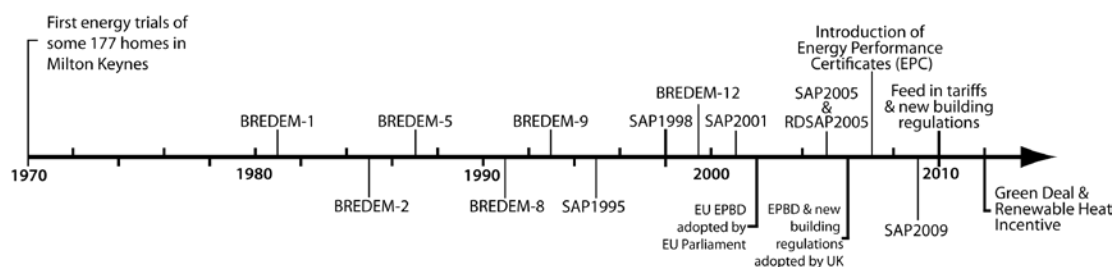 First energy trials of
some 177 homes in
Milton Keynes
Introduction of
Energy Performance
Certificates (EPC)
BREDEM-12
SAP2005
&
RDSAP2005
Feed in tariffs
& new building
regulations
BREDEM-1
BREDEM-5
BREDEM-9
SAP1998
SAP2001
1970
1980
1990
2000
2010
BREDEM-2
BREDEM-8
SAP1995
EU EPBD
adopted by
EU Parliament
EPBD & new
building
regulations
adopted by UK
SAP2009
Green Deal &
Renewable Heat
Incentive